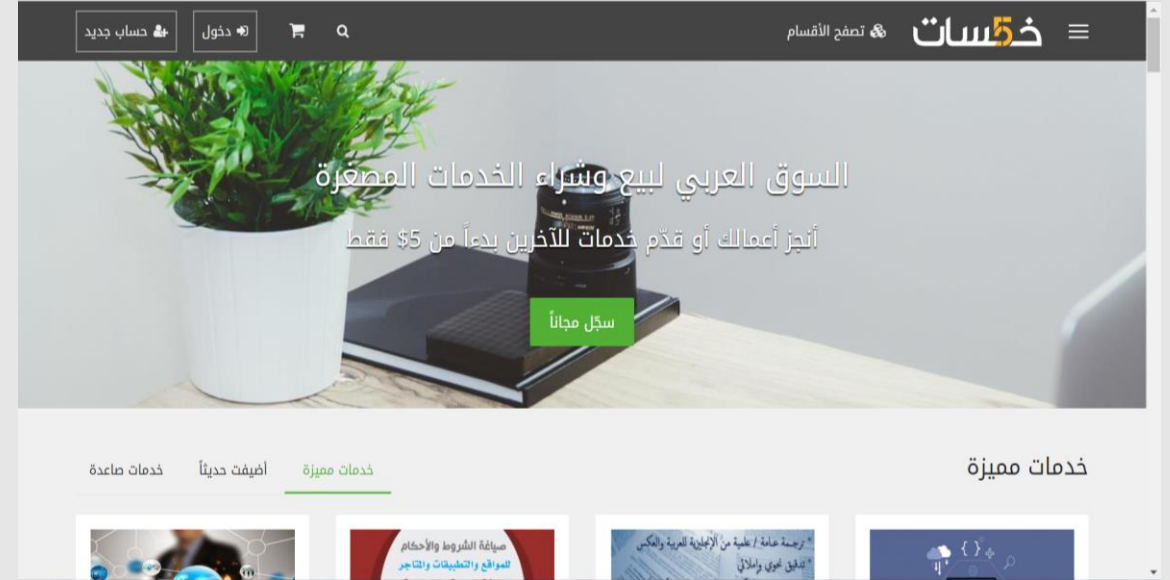 خ5سات
تصفح الأقسام
دخول
حساب جديد
السوق العربي لبيع وشراء الخدمات المصغرة
أنجز أعمالك أو قدّم خدمات للآخرين بدءاً من 5$ فقط
سجّل مجاناً
خدمات مميزة
خدمات مميزة
أضيفت حديثاً
خدمات صاعدة
* ترجمة عامة / علمية من الإنجليزية للعربية والعكس
* تدقيق نحوي وإملائي
صياغة الشروط والأحكام
للمواقع والتطبيقات والمتاجر